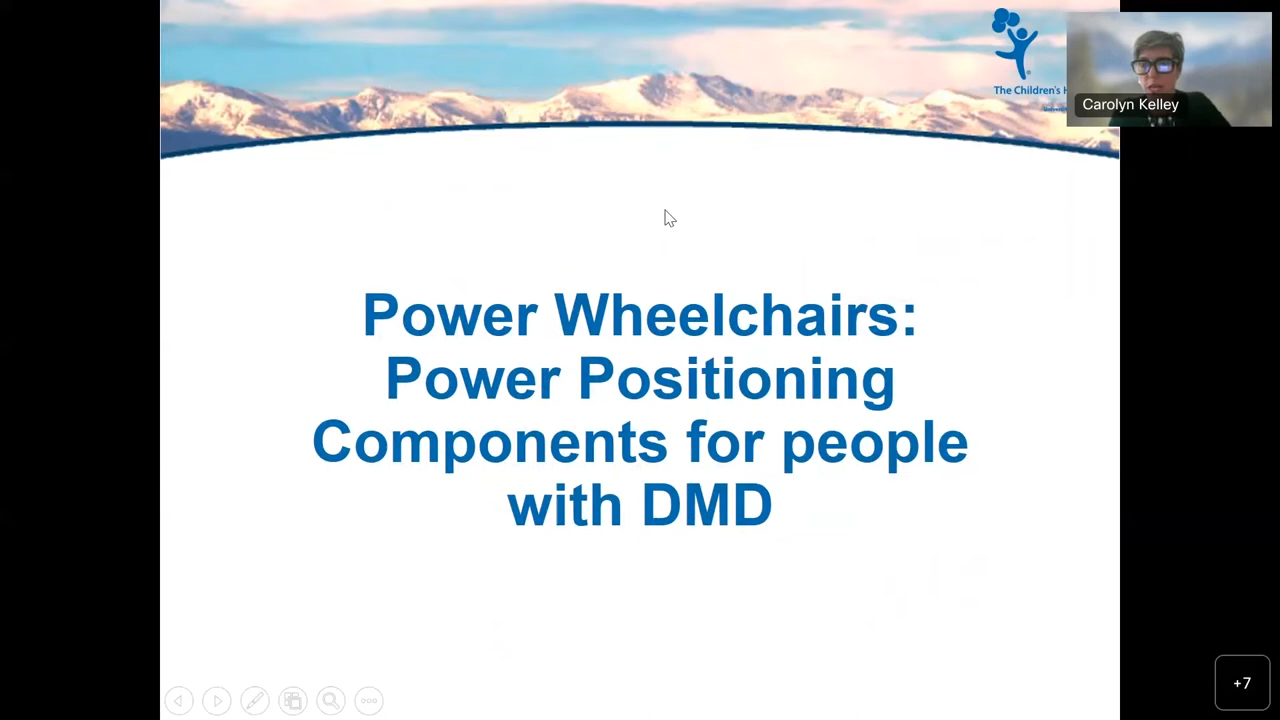 The Children's H
Carolyn Kelley
Power Wheelchairs:
Power Positioning
Components for people
with DMD
+7